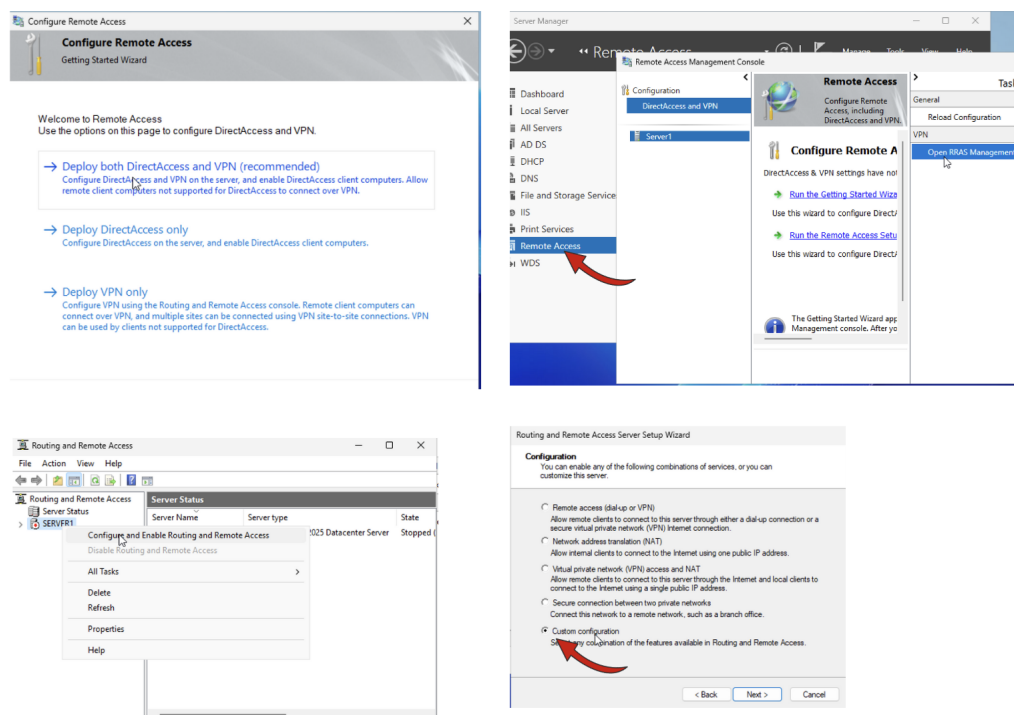 Configure Remote Access
Configure Remote Access
Getting Started Wizard
Welcome to Remote Access
Use the options on this page to configure DirectAccess and VPN.
Deploy both DirectAccess and VPN (recommended)
Configure DirectAccess and VPN on the server, and enable DirectAccess client computers. Allow
remote client computers not supported for DirectAccess to connect over VPN.
Deploy DirectAccess only
Configure DirectAccess on the server, and enable DirectAccess client computers.
Deploy VPN only
Configure VPN using the Routing and Remote Access console. Remote client computers can
connect over VPN, and multiple sites can be connected using VPN site-to-site connections. VPN
can be used by clients not supported for DirectAccess.
Server Manager
Remote Access
Manage Tools View Help
Dashboard
Local Server
All Servers
AD DS
DHCP
DNS
File and Storage Service
IIS
Print Services
Remote Access
WDS
Remote Access Management Console
Configuration
DirectAccess and VPN
Server1
Remote Access
Configure Remote
Access, including
DirectAccess and VPN.
Configure Remote A
DirectAccess & VPN settings have not
Run the Getting Started Wiza
Use this wizard to configure Direct
Run the Remote Access Setu
Use this wizard to configure Direct
The Getting Started Wizard app
Management console. After yo
Task
General
Reload Configuration
VPN
Open RRAS Management
Routing and Remote Access
File Action View Help
Routing and Remote Access
Server Status
SERVER1
Server Status
Server Name Server type State
2025 Datacenter Server Stopped (
Configure and Enable Routing and Remote Access
Disable Routing and Remote Access
All Tasks
Delete
Refresh
Properties
Help
Routing and Remote Access Server Setup Wizard
Configuration
You can enable any of the following combinations of services, or you can
customize this server.
Remote access (dial-up or VPN)
Allow remote clients to connect to this server through either a dial-up connection or a
secure virtual private network (VPN) Internet connection.
Network address translation (NAT)
Allow internal clients to connect to the Internet using one public IP address.
Virtual private network (VPN) access and NAT
Allow remote clients to connect to this server through the Internet and local clients to
connect to the Internet using a single public IP address.
Secure connection between two private networks
Connect this network to a remote network, such as a branch office.
Custom configuration
Select any combination of the features available in Routing and Remote Access.
< Back Next > Cancel